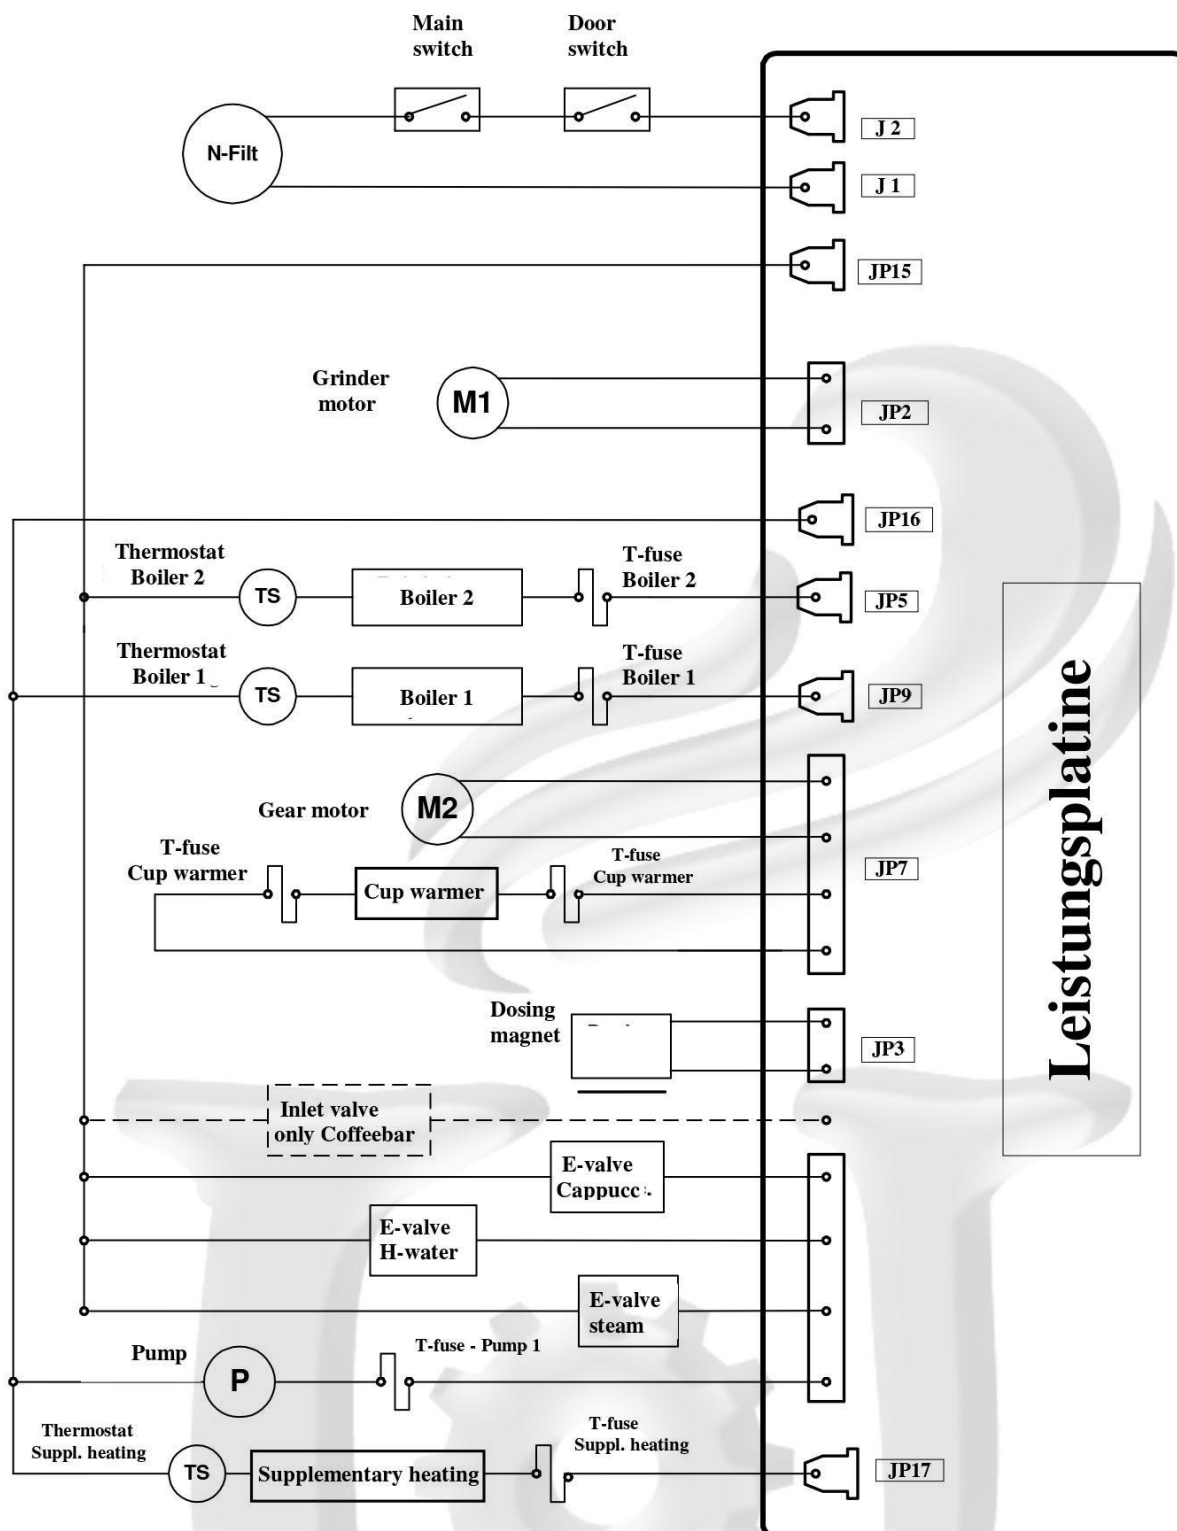 Main
switch
Door
switch
N-Filt
J 2
J 1
JP15
Grinder
motor
M1
JP2
JP16
Thermostat
Boiler 2
TS
Boiler 2
T-fuse
Boiler 2
JP5
Thermostat
Boiler 1
TS
Boiler 1
T-fuse
Boiler 1
JP9
Leistungsplatine
Gear motor
M2
T-fuse
Cup warmer
Cup warmer
T-fuse
Cup warmer
JP7
Dosing
magnet
JP3
Inlet valve
only Coffeebar
E-valve
Cappucc
E-valve
H-water
E-valve
steam
Pump
P
T-fuse - Pump 1
Thermostat
Suppl. heating
TS
Supplementary heating
T-fuse
Suppl. heating
JP17